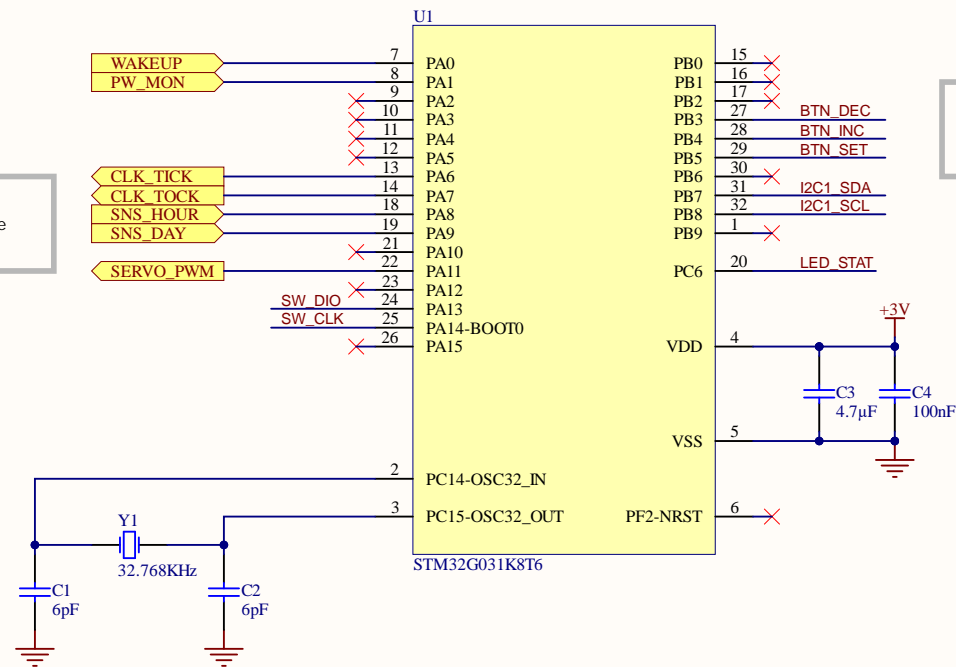 U1
WAKEUP 7 PA0 PB0 15
PW_MON 8 PA1 PB1 16
9 PA2 PB2 17
10 PA3 PB3 27 BTN_DEC
11 PA4 PB4 28 BTN_INC
12 PA5 PB5 29 BTN_SET
CLK_TICK 13 PA6 PB6 30
CLK_TOCK 14 PA7 PB7 31 I2C1_SDA
SNS_HOUR 18 PA8 PB8 32 I2C1_SCL
e
SNS_DAY 19 PA9 PB9 1
21 PA10
SERVO_PWM 22 PA11 PC6 20 LED_STAT
23 PA12
SW_DIO 24 PA13
SW_CLK 25 PA14-BOOT0
26 PA15 VDD 4
+3V
C3 4.7µF
C4 100nF
VSS 5
2 PC14-OSC32_IN
3 PC15-OSC32_OUT PF2-NRST 6
Y1
32.768KHz
STM32G031K8T6
C1 6pF
C2 6pF